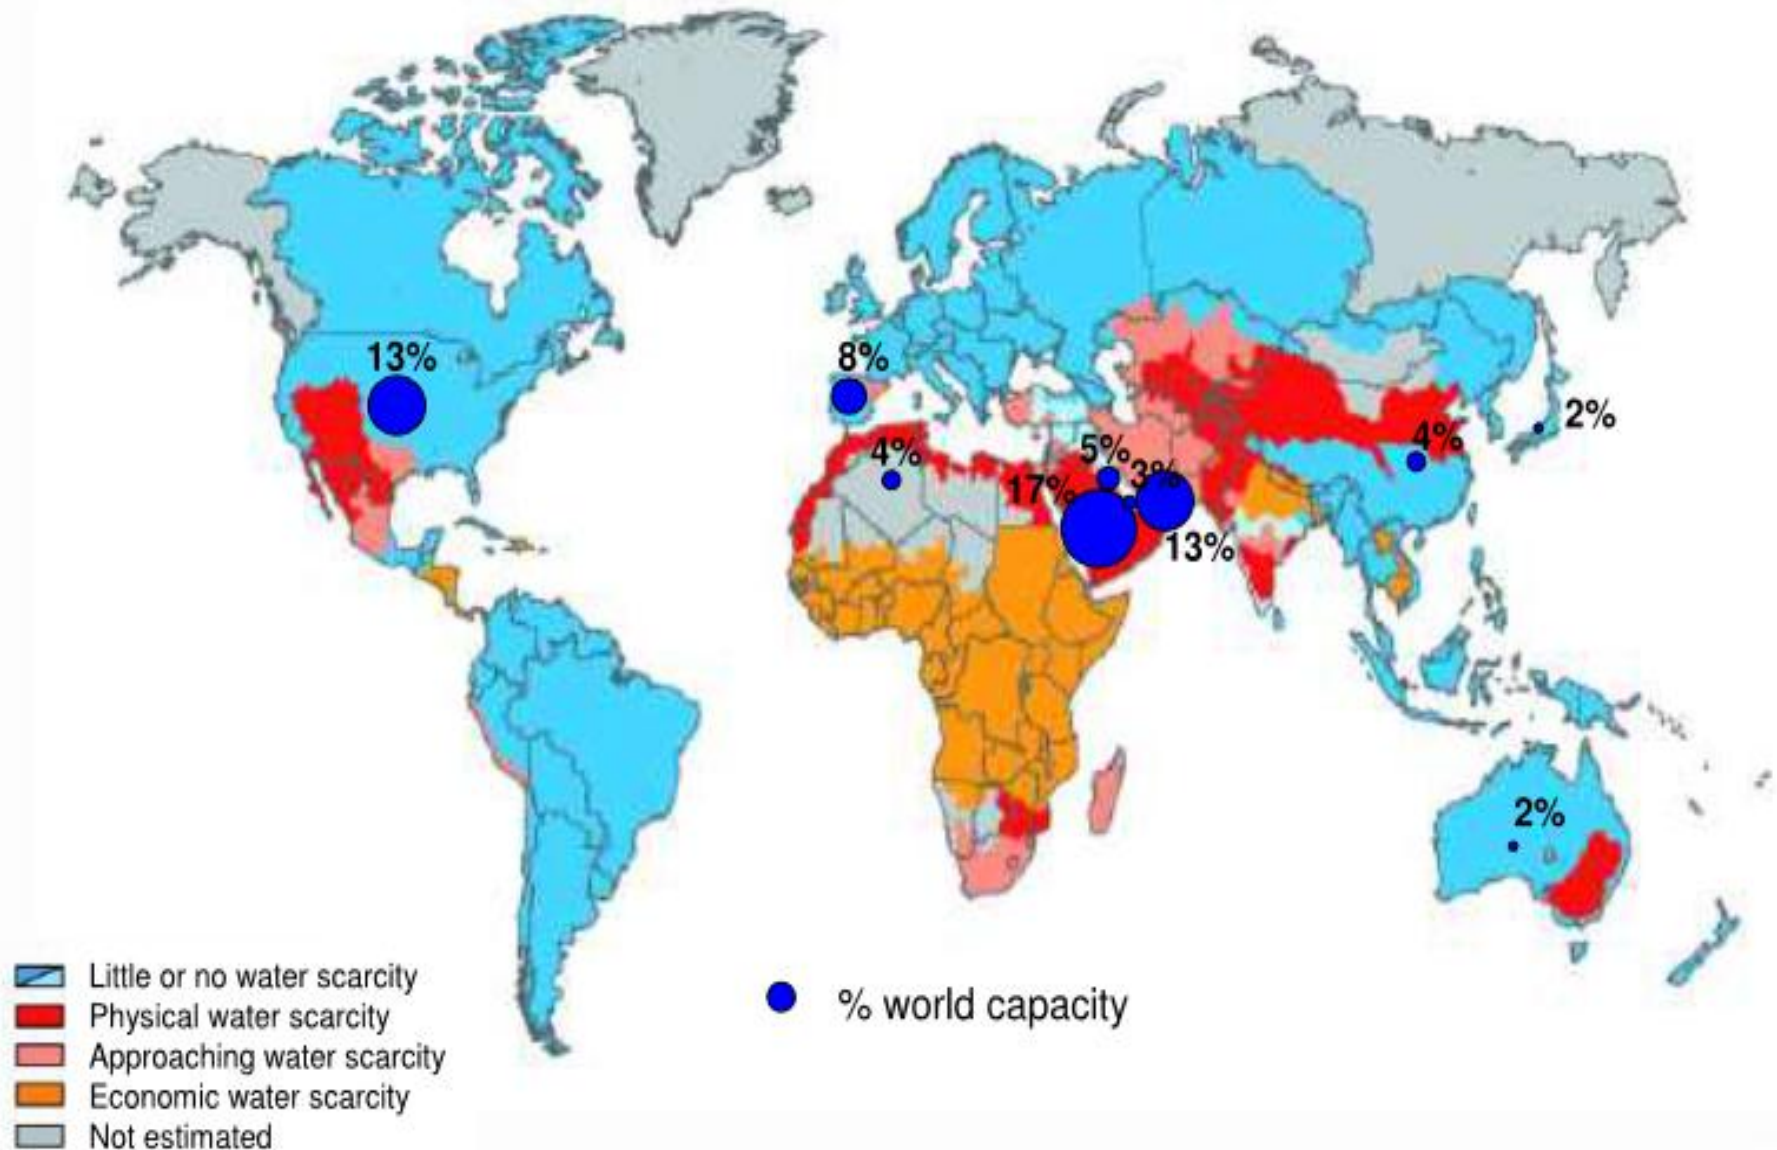 13%
8%
2%
4%
4%
5%
3%
17%
13%
2%
Little or no water scarcity
Physical water scarcity
Approaching water scarcity
Economic water scarcity
Not estimated
% world capacity